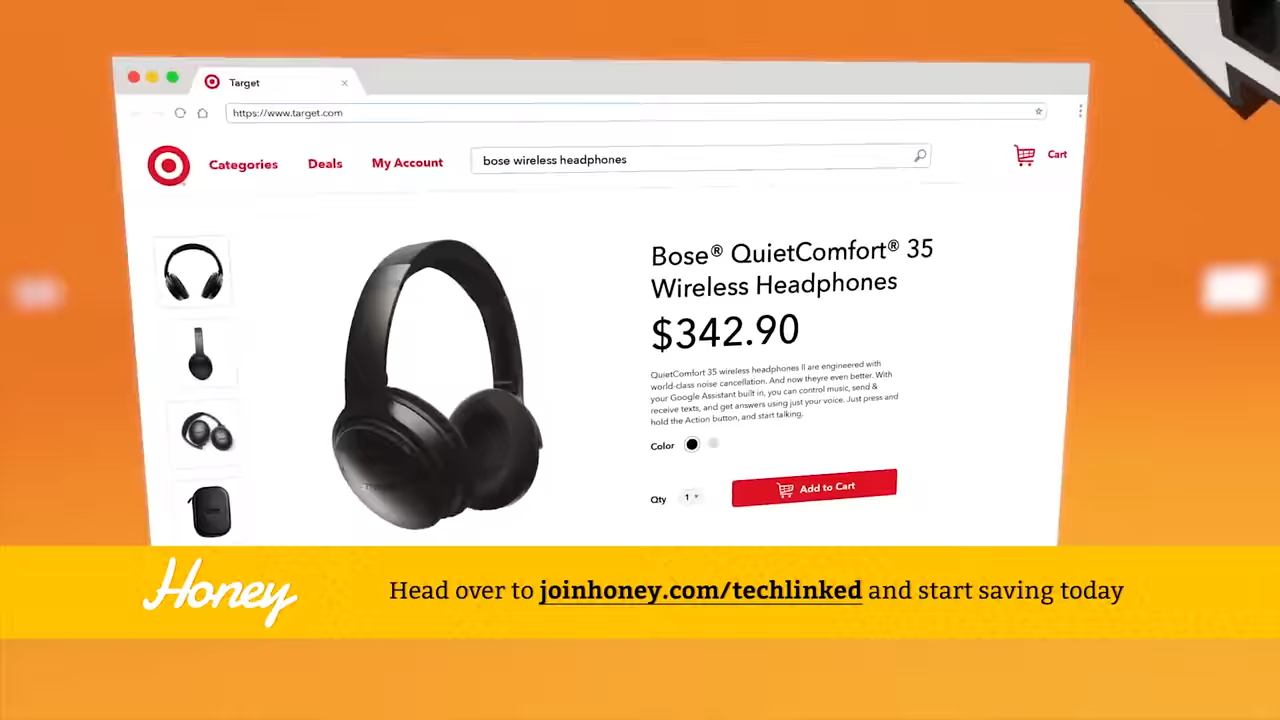 Target
https://www.target.com
Categories Deals My Account bose wireless headphones Cart
Bose® QuietComfort® 35
Wireless Headphones
$342.90
QuietComfort 35 wireless headphones II are engineered with
world-class noise cancellation. And now theyre even better. With
your Google Assistant built in, you can control music, send &
receive texts, and get answers using just your voice. Just press and
hold the Action button, and start talking.
Color
Qty 1 Add to Cart
Honey Head over to joinhoney.com/techlinked and start saving today